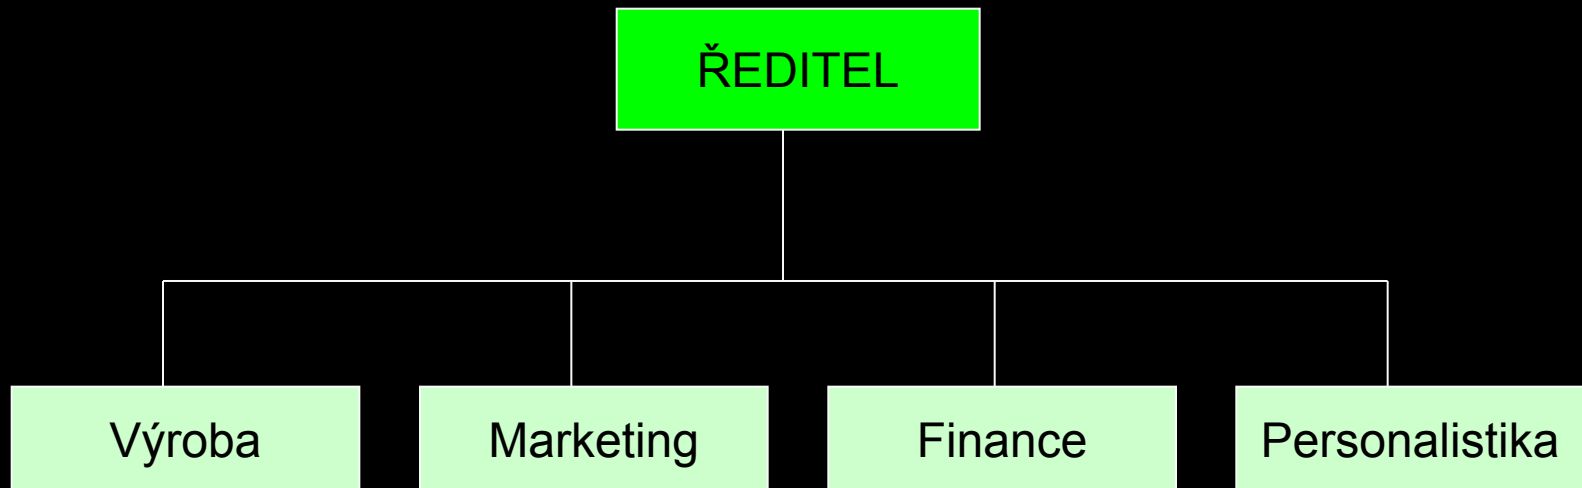 ŘEDITEL
Výroba
Marketing
Finance
Personalistika